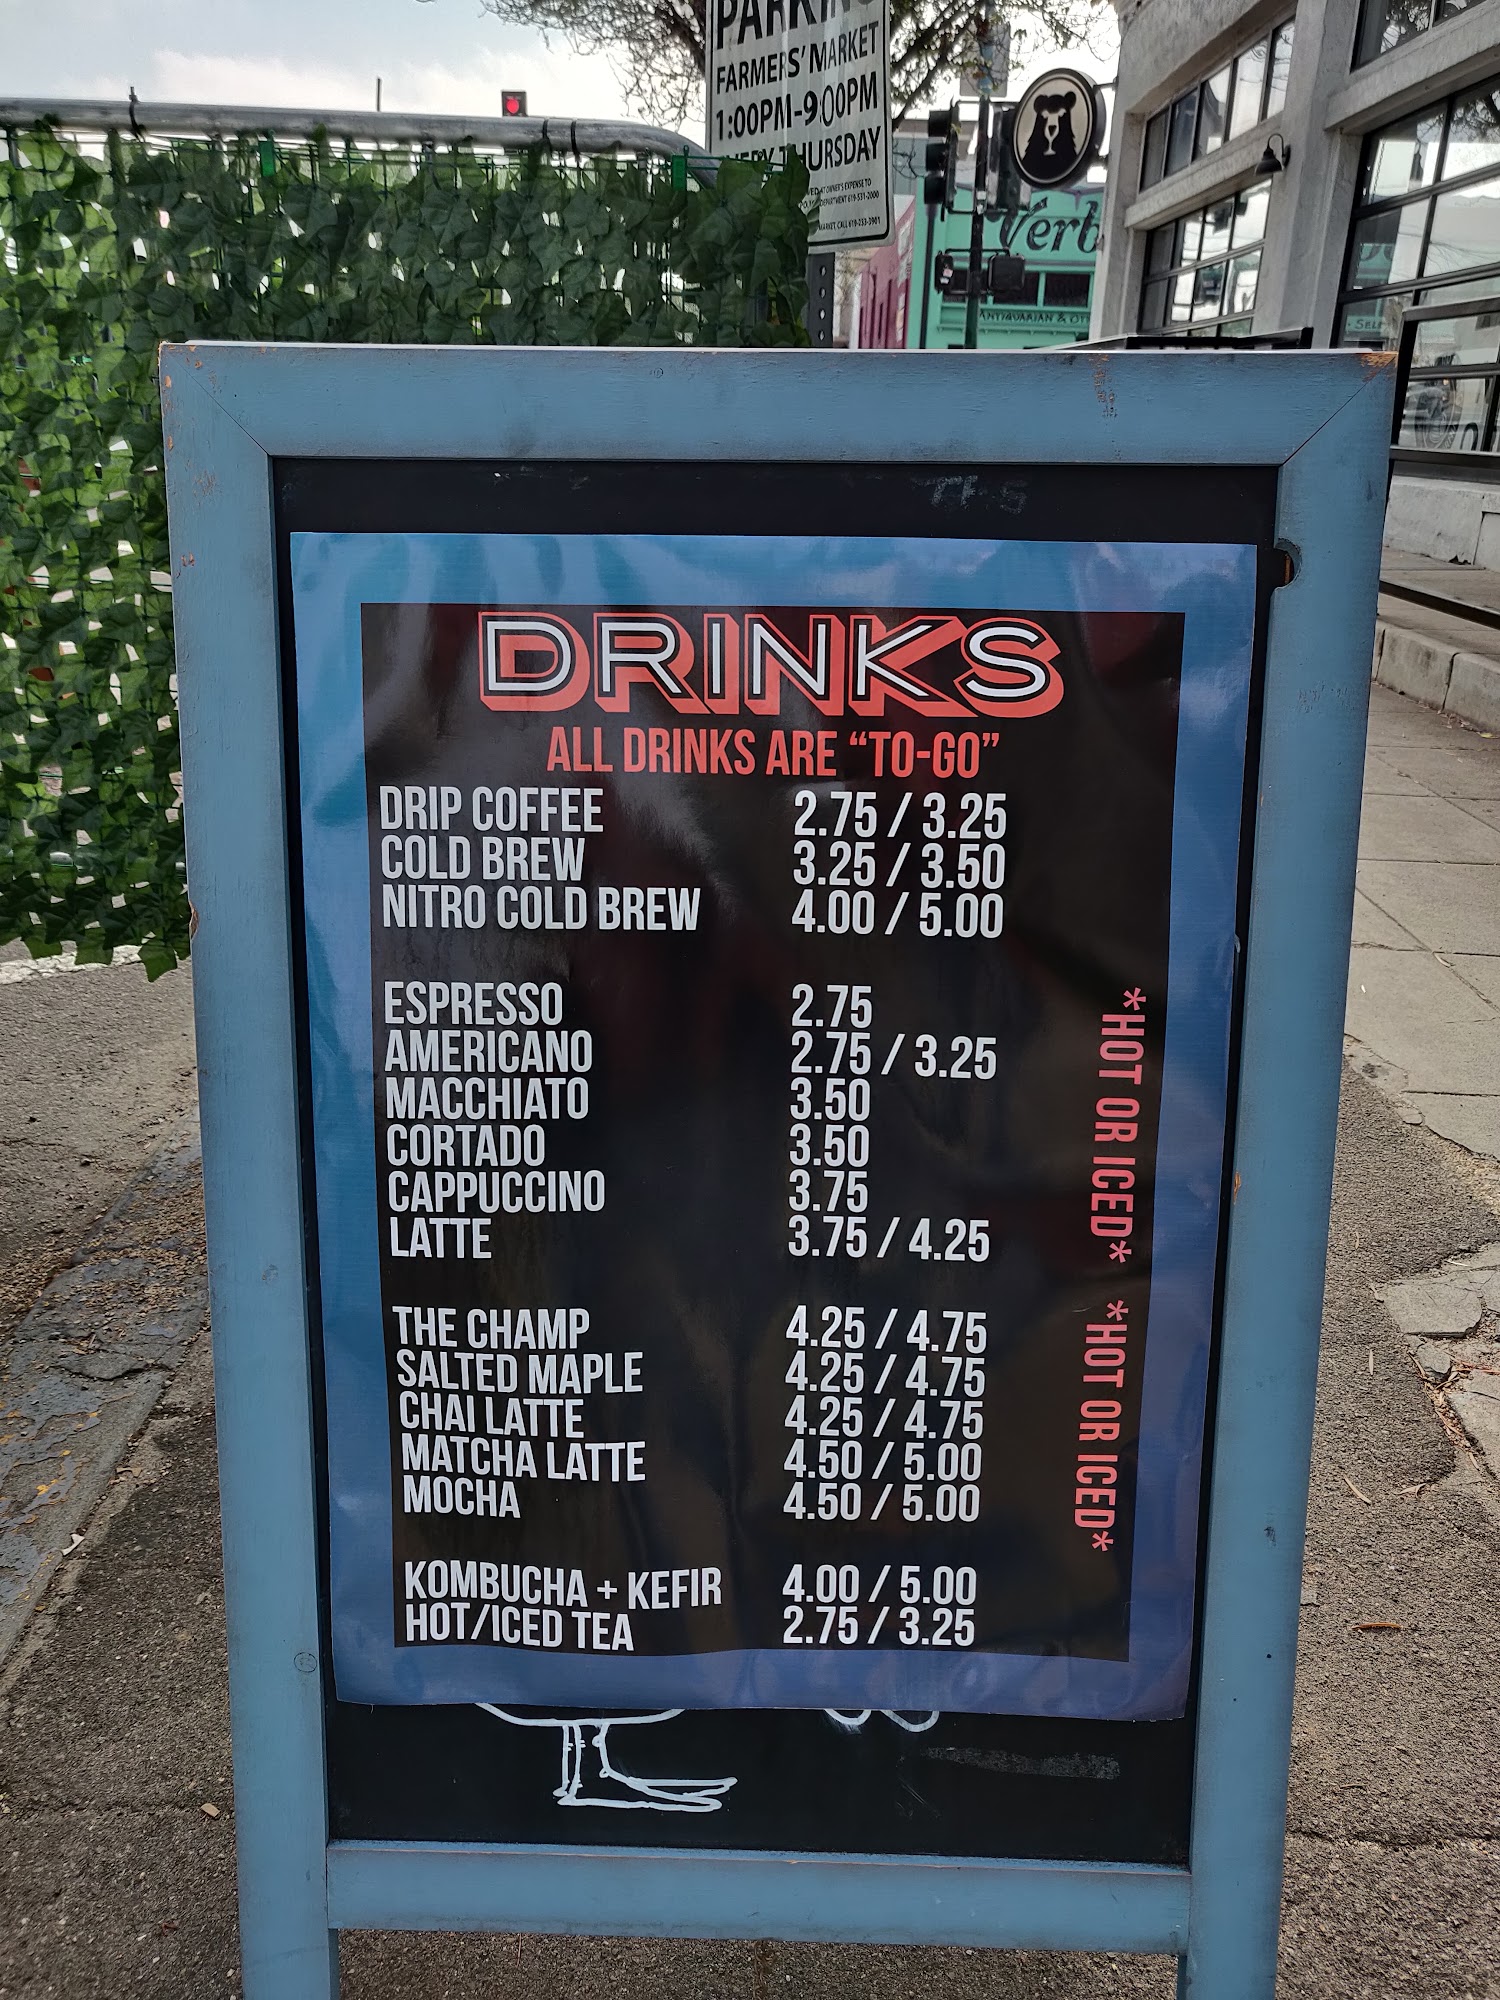 PARKING
FARMERS' MARKET
1:00PM-9:00PM
THURSDAY
Verb
ANTIQUARIAN &
DRINKS
ALL DRINKS ARE “TO-GO”
DRIP COFFEE 2.75 / 3.25
COLD BREW 3.25 / 3.50
NITRO COLD BREW 4.00 / 5.00
ESPRESSO 2.75
AMERICANO 2.75 / 3.25
MACCHIATO 3.50
CORTADO 3.50
CAPPUCCINO 3.75
LATTE 3.75 / 4.25
*HOT OR ICED*
THE CHAMP 4.25 / 4.75
SALTED MAPLE 4.25 / 4.75
CHAI LATTE 4.25 / 4.75
MATCHA LATTE 4.50 / 5.00
MOCHA 4.50 / 5.00
*HOT OR ICED*
KOMBUCHA + KEFIR 4.00 / 5.00
HOT/ICED TEA 2.75 / 3.25